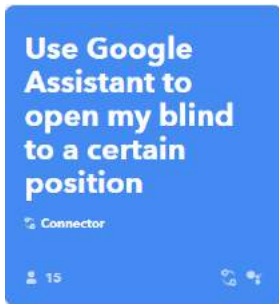 Use Google
Assistant to
open my blind
to a certain
position
Connector
15